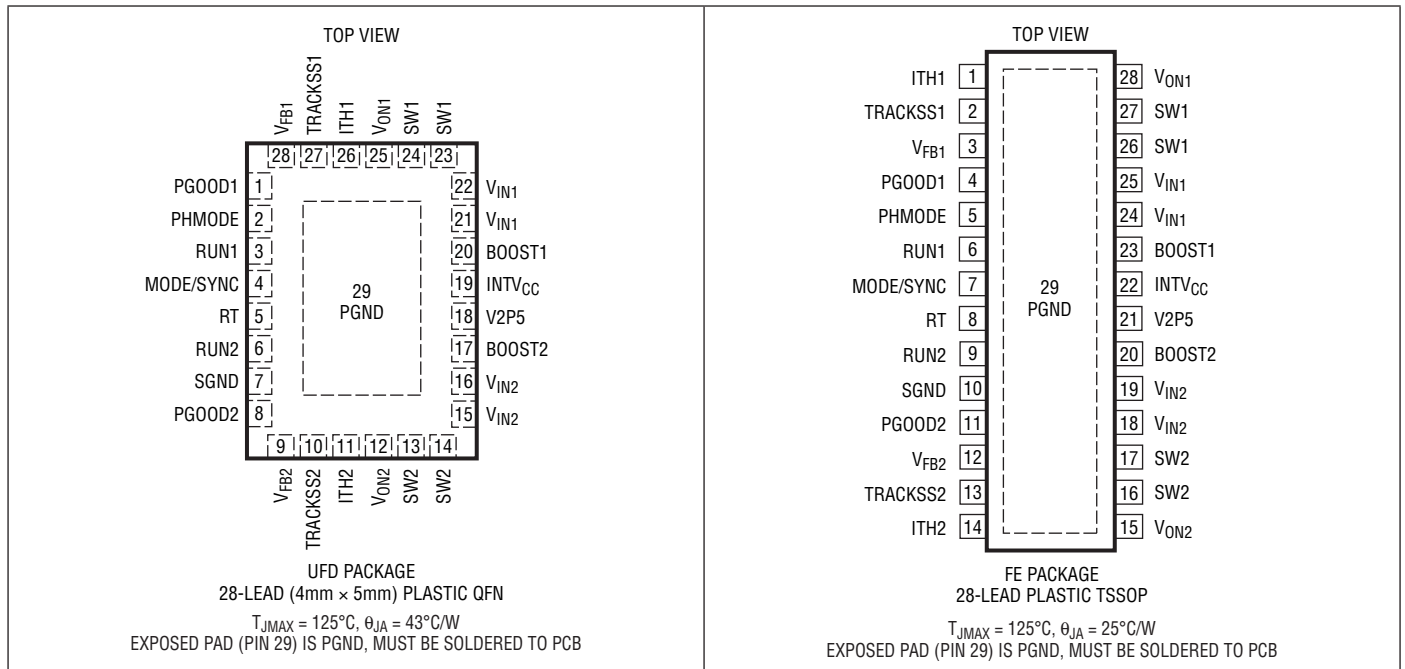 TOP VIEW
VFB1
TRACKSS1
ITH1
VON1
SW1
SW1
28 27 26 25 24 23
PGOOD1 1
PHMODE 2
RUN1 3
MODE/SYNC 4
RT 5
RUN2 6
SGND 7
PGOOD2 8
29
PGND
22 VIN1
21 VIN1
20 BOOST1
19 INTVCC
18 V2P5
17 BOOST2
16 VIN2
15 VIN2
9 10 11 12 13 14
VFB2
TRACKSS2
ITH2
VON2
SW2
SW2
UFD PACKAGE
28-LEAD (4mm × 5mm) PLASTIC QFN
TJMAX = 125°C, θJA = 43°C/W
EXPOSED PAD (PIN 29) IS PGND, MUST BE SOLDERED TO PCB
TOP VIEW
ITH1 1
TRACKSS1 2
VFB1 3
PGOOD1 4
PHMODE 5
RUN1 6
MODE/SYNC 7
RT 8
RUN2 9
SGND 10
PGOOD2 11
VFB2 12
TRACKSS2 13
ITH2 14
29
PGND
28 VON1
27 SW1
26 SW1
25 VIN1
24 VIN1
23 BOOST1
22 INTVCC
21 V2P5
20 BOOST2
19 VIN2
18 VIN2
17 SW2
16 SW2
15 VON2
FE PACKAGE
28-LEAD PLASTIC TSSOP
TJMAX = 125°C, θJA = 25°C/W
EXPOSED PAD (PIN 29) IS PGND, MUST BE SOLDERED TO PCB